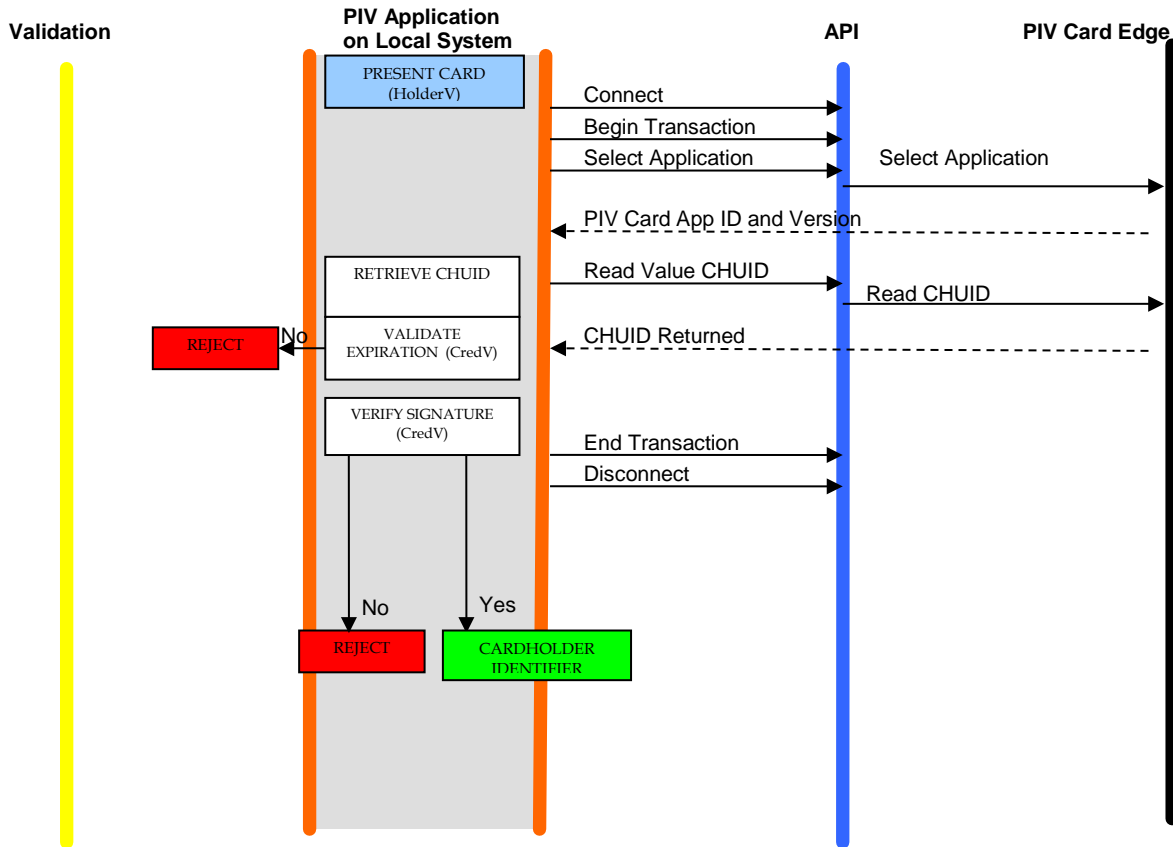 Validation
PIV Application
on Local System
API
PIV Card Edge
PRESENT CARD
(HolderV)
Connect
Begin Transaction
Select Application
Select Application
PIV Card App ID and Version
RETRIEVE CHUID
Read Value CHUID
Read CHUID
REJECT
No
VALIDATE
EXPIRATION (CredV)
CHUID Returned
VERIFY SIGNATURE
(CredV)
End Transaction
Disconnect
No
Yes
REJECT
CARDHOLDER
IDENTIFIER